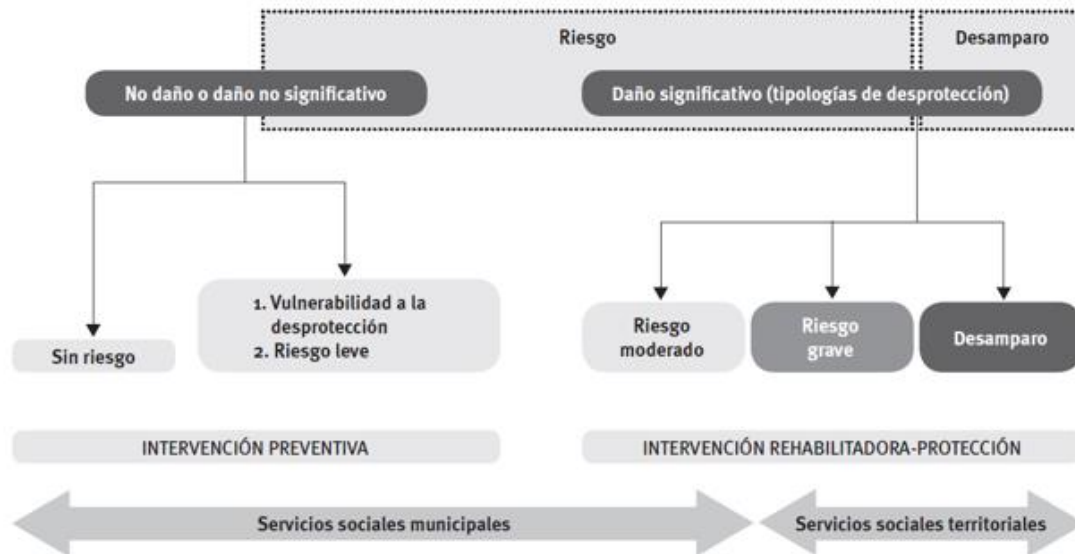 Riesgo
Desamparo
No daño o daño no significativo
Daño significativo (tipologías de desprotección)
Sin riesgo
1. Vulnerabilidad a la
desprotección
2. Riesgo leve
Riesgo
moderado
Riesgo
grave
Desamparo
INTERVENCIÓN PREVENTIVA
INTERVENCIÓN REHABILITADORA-PROTECCIÓN
Servicios sociales municipales
Servicios sociales territoriales